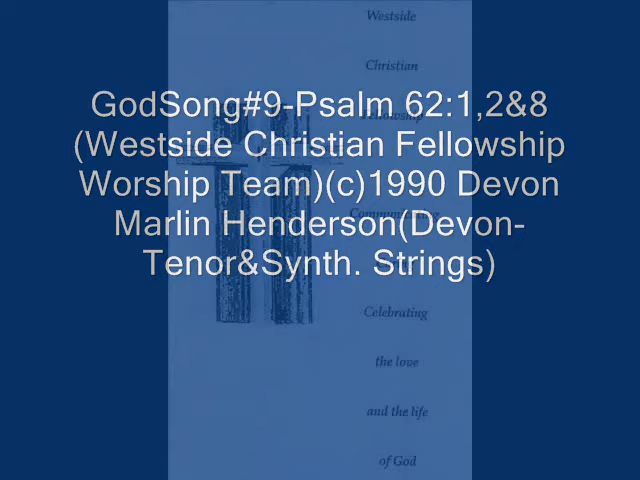 Westside
Christian
Fellowship
GodSong#9-Psalm 62:1,2&8
(Westside Christian Fellowship
Worship Team)(c)1990 Devon
Marlin Henderson(Devon-
Tenor&Synth. Strings)
Celebrating
the love
and the life
of God